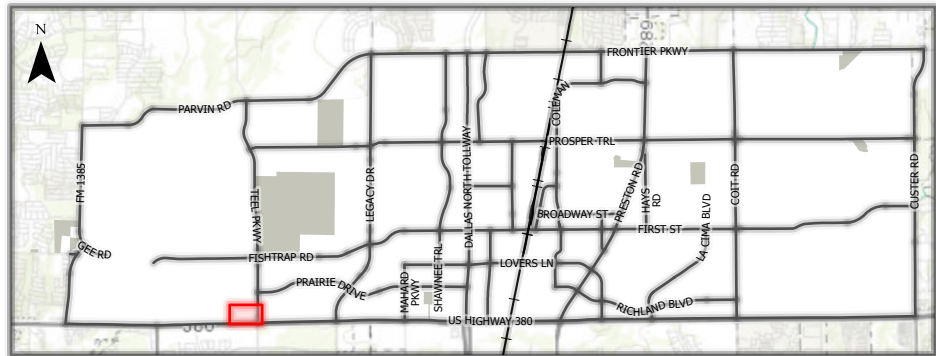 N
FRONTIER PKWY
COLEMAN
PARVIN RD
PROSPER TRL
FM 1385
TEEL PKWY
LEGACY DR
DALLAS NORTH TOLLWAY
PRESTON RD
HAYS
RD
COIT RD
CUSTER RD
LA CIMA BLVD
BROADWAY ST
FIRST ST
GEE RD
FISHTRAP RD
SHAWNEE TRL
LOVERS LN
PRAIRIE DRIVE
MAHARD
PKWY
RICHLAND BLVD
US HIGHWAY 380
380